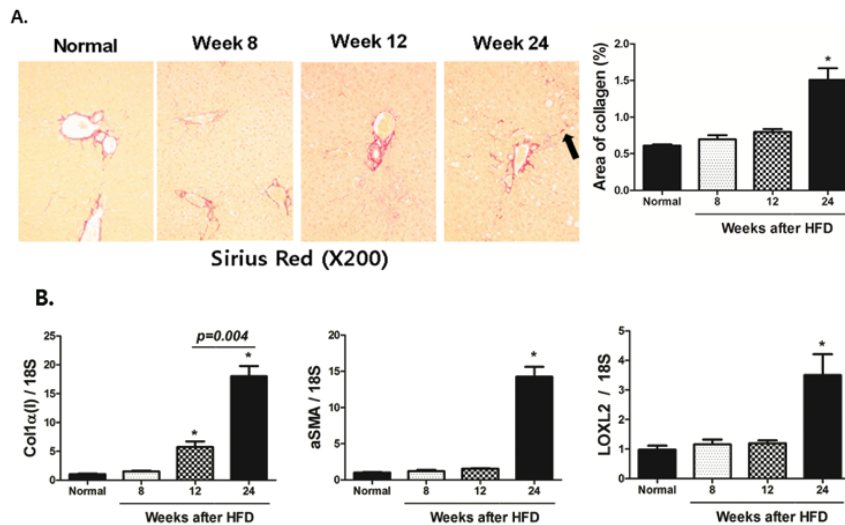 A.
Normal Week 8 Week 12 Week 24
Sirius Red (X200)
Area of collagen (%)
2.0
1.5
1.0
0.5
0.0
*
Normal 8 12 24
Weeks after HFD
B.
Col1α(I) / 18S
25
20
15
10
5
0
p=0.004
*
*
Normal 8 12 24
Weeks after HFD
aSMA / 18S
20
15
10
5
0
*
Normal 8 12 24
Weeks after HFD
LOXL2 / 18S
5
4
3
2
1
0
*
Normal 8 12 24
Weeks after HFD